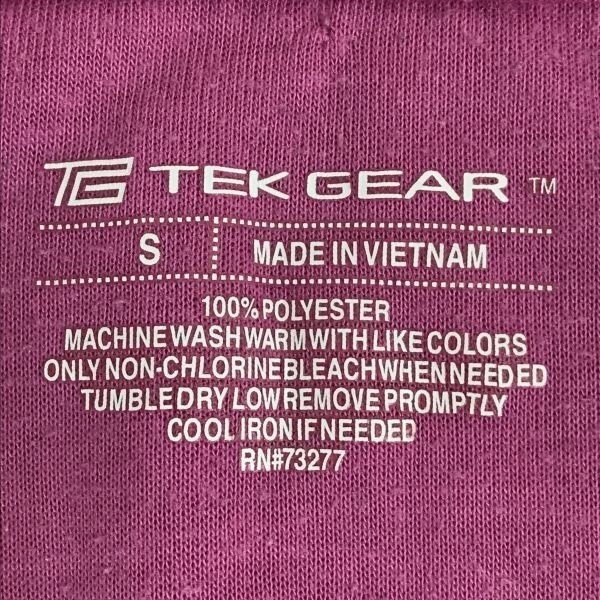 TG TEK GEAR ™
S MADE IN VIETNAM
100% POLYESTER
MACHINE WASH WARM WITH LIKE COLORS
ONLY NON-CHLORINE BLEACH WHEN NEEDED
TUMBLE DRY LOW REMOVE PROMPTLY
COOL IRON IF NEEDED
RN#73277